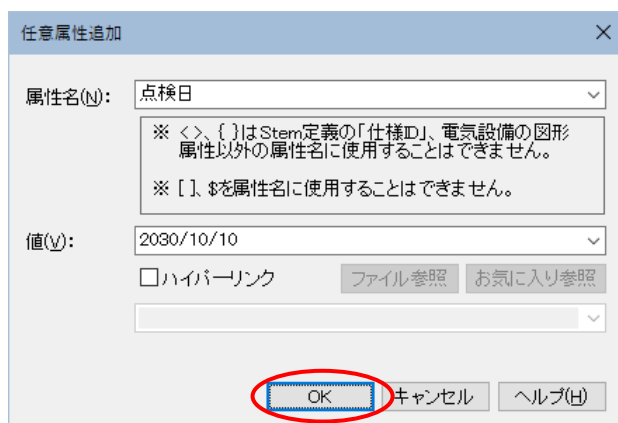 任意属性追加
属性名(N):
点検日
※ <>、{ }はStem定義の「仕様ID」、電気設備の図形
属性以外の属性名に使用することはできません。
※ [ ]、$を属性名に使用することはできません。
値(V):
2030/10/10
ハイパーリンク
ファイル参照
お気に入り参照
OK
キャンセル
ヘルプ(H)